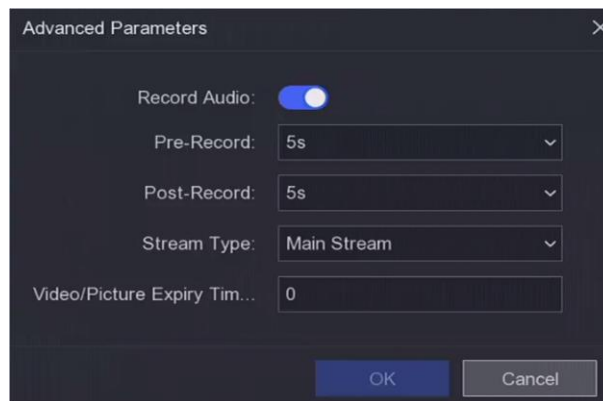 Advanced Parameters
Record Audio:
Pre-Record: 5s
Post-Record: 5s
Stream Type: Main Stream
Video/Picture Expiry Tim... 0
OK Cancel